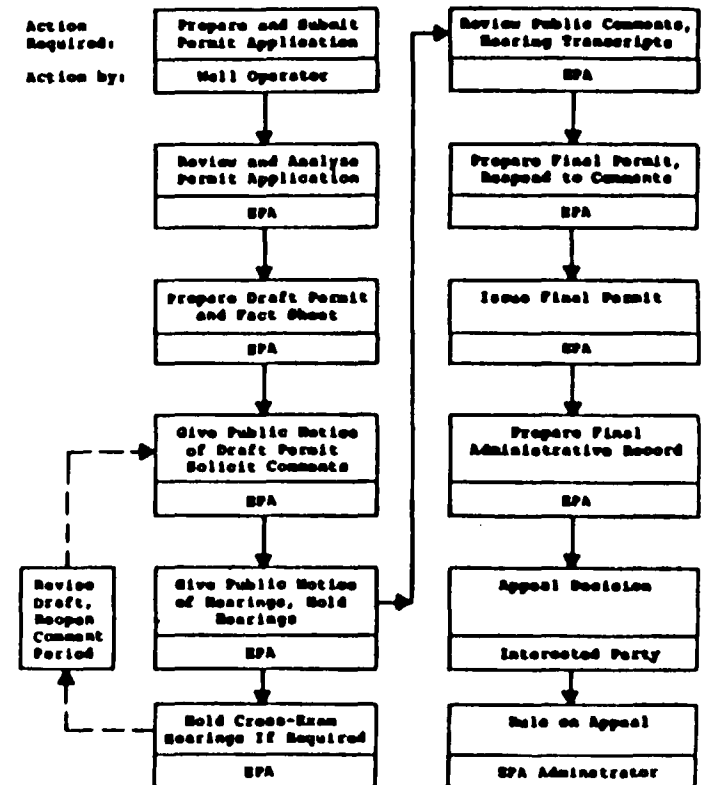 Action
Required:
Action by:
Prepare and Submit
Permit Application
Well Operator
Review and Analyze
Permit Application
EPA
Prepare Draft Permit
and Fact Sheet
EPA
Give Public Notice
of Draft Permit
Solicit Comments
EPA
Give Public Notice
of Hearings, Hold
Hearings
EPA
Hold Cross-Exam
Hearings If Required
EPA
Revise
Draft,
Reopen
Comment
Period
Review Public Comments,
Hearing Transcripts
EPA
Prepare Final Permit,
Respond to Comments
EPA
Issue Final Permit
EPA
Prepare Final
Administrative Record
EPA
Appeal Decision
Interested Party
Rule on Appeal
EPA Adminstrator